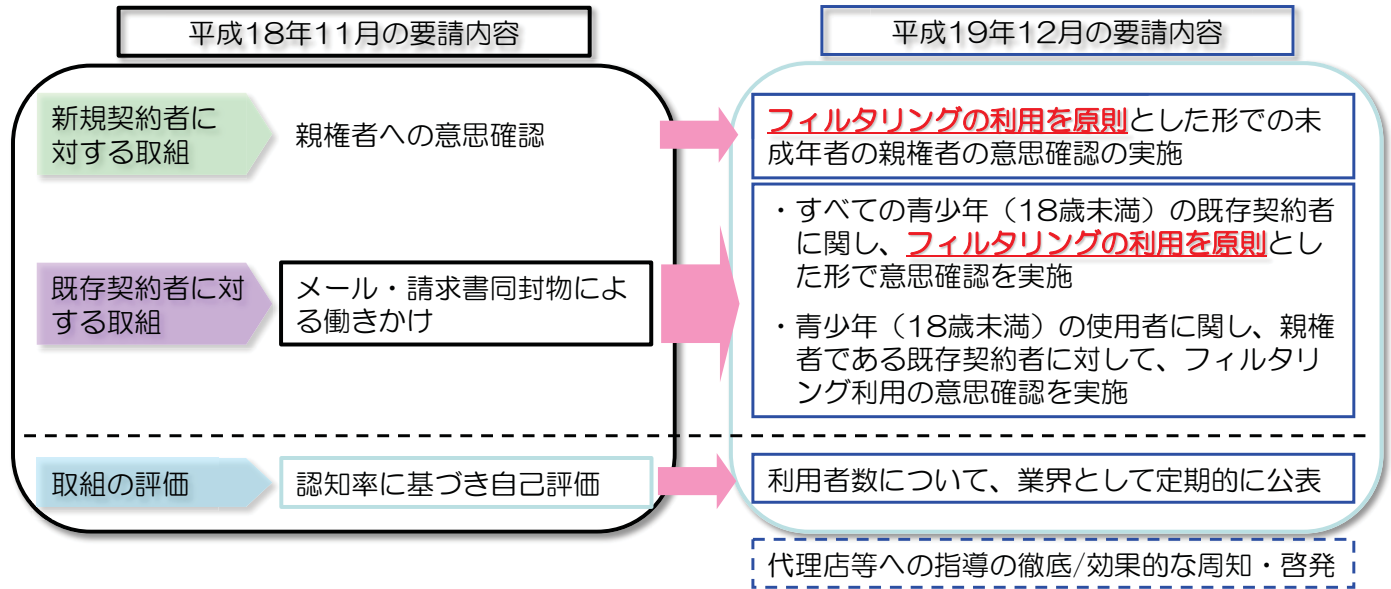 平成18年11月の要請内容
平成19年12月の要請内容
新規契約者に
対する取組
親権者への意思確認
フィルタリングの利用を原則とした形での未
成年者の親権者の意思確認の実施
既存契約者に対
する取組
メール・請求書同封物によ
る働きかけ
・すべての青少年（18歳未満）の既存契約者
に関し、フィルタリングの利用を原則とし
た形で意思確認を実施
・青少年（18歳未満）の使用者に関し、親権
者である既存契約者に対して、フィルタリ
ング利用の意思確認を実施
取組の評価
認知率に基づき自己評価
利用者数について、業界として定期的に公表
代理店等への指導の徹底/効果的な周知・啓発